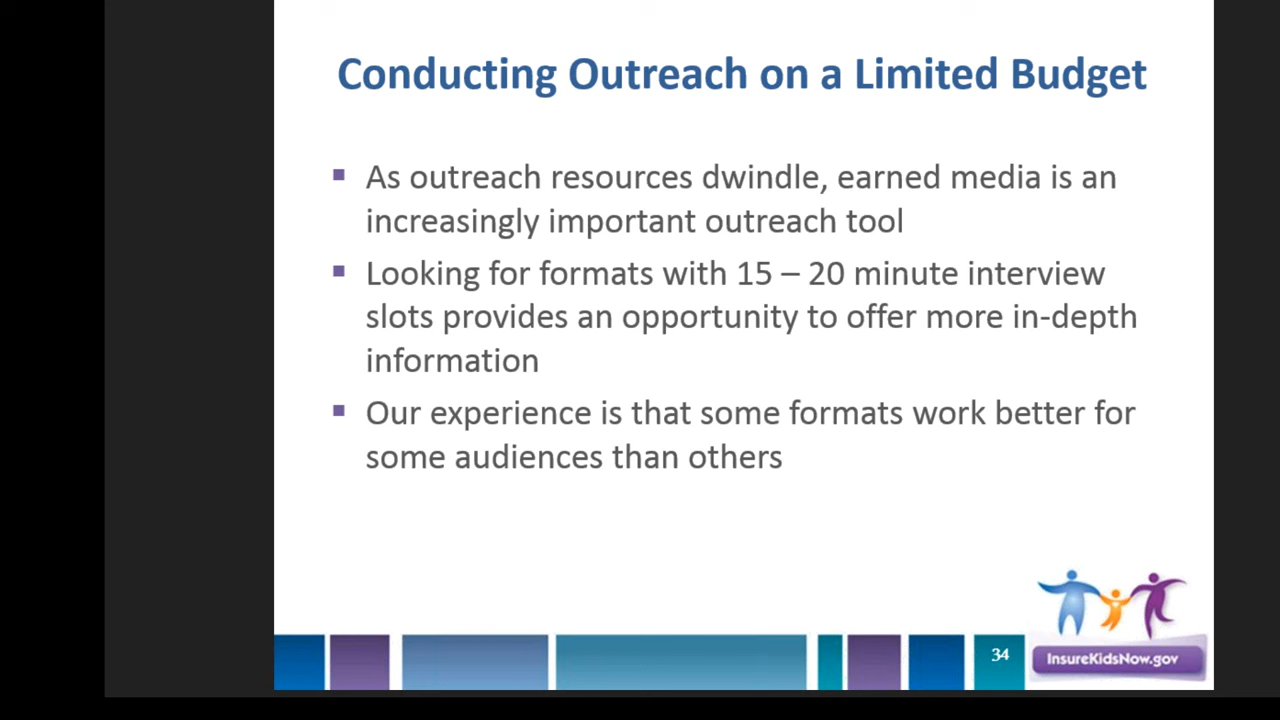 Conducting Outreach on a Limited Budget
As outreach resources dwindle, earned media is an
increasingly important outreach tool
Looking for formats with 15 – 20 minute interview
slots provides an opportunity to offer more in-depth
information
Our experience is that some formats work better for
some audiences than others
34
InsureKidsNow.gov